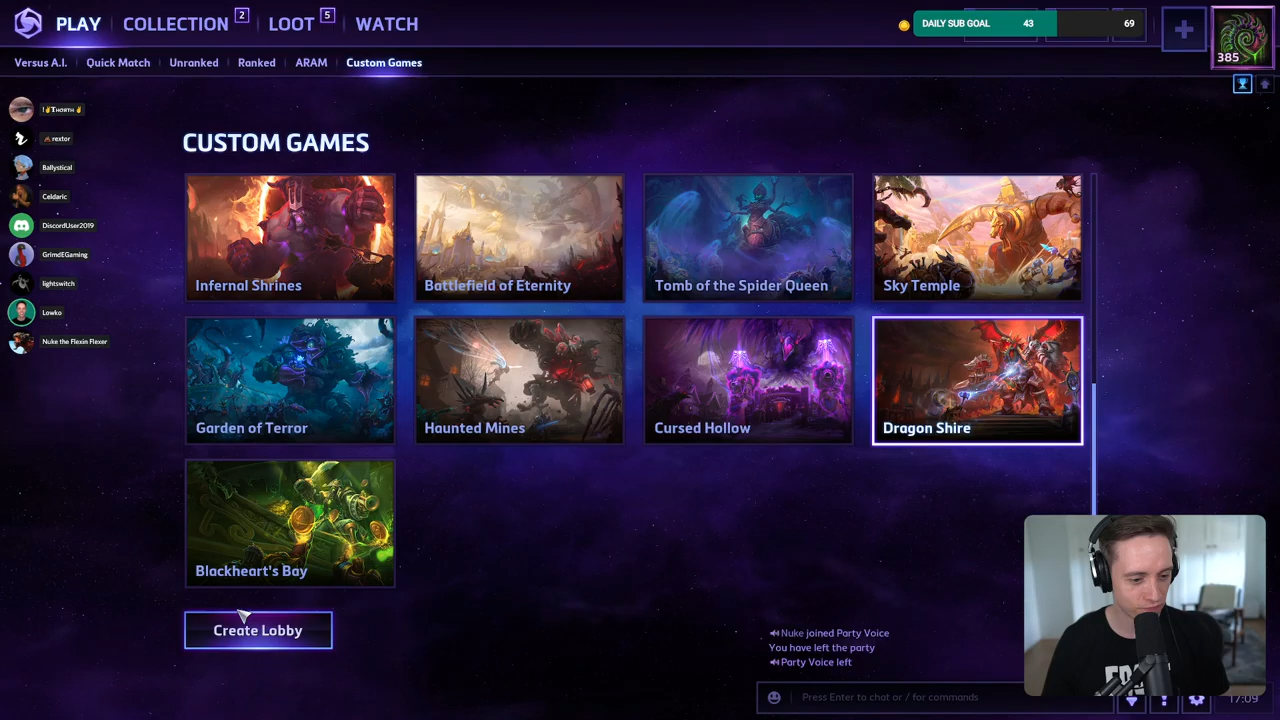 PLAY COLLECTION 2 LOOT 5 WATCH
DAILY SUB GOAL 43 69
385
Versus A.I. Quick Match Unranked Ranked ARAM Custom Games
rextor
Ballystical
Celdaric
DiscordUser2019
GrimdEGaming
lightswitch
Lowko
Nuke the Flexin Flexer
CUSTOM GAMES
Infernal Shrines
Battlefield of Eternity
Tomb of the Spider Queen
Sky Temple
Garden of Terror
Haunted Mines
Cursed Hollow
Dragon Shire
Blackheart's Bay
Create Lobby
Nuke joined Party Voice
You have left the party
Party Voice left
Press Enter to chat or / for commands
17:09